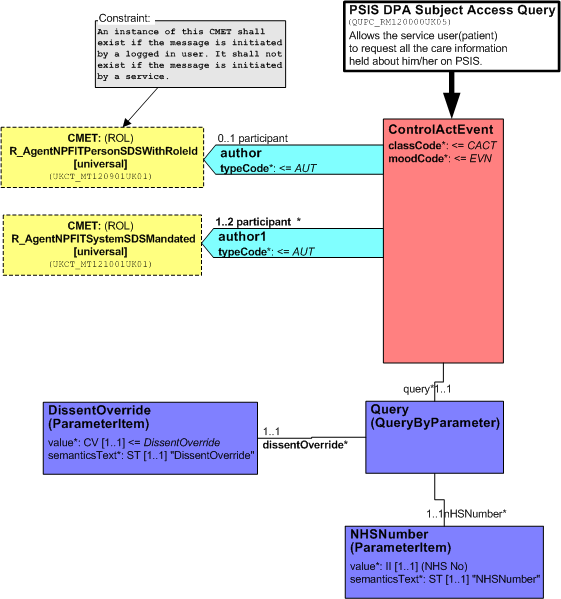 Constraint:
An instance of this CMET shall
exist if the message is initiated
by a logged in user. It shall not
exist if the message is initiated
by a service.
PSIS DPA Subject Access Query
(QUPC_RM120000UK05)
Allows the service user(patient)
to request all the care information
held about him/her on PSIS.
CMET: (ROL)
R_AgentNPFITPersonSDSWithRoleId
[universal]
(UKCT_MT120901UK01)
0..1 participant
author
typeCode*: <= AUT
ControlActEvent
classCode*: <= CACT
moodCode*: <= EVN
CMET: (ROL)
R_AgentNPFITSystemSDSMandated
[universal]
(UKCT_MT121001UK01)
1..2 participant *
author1
typeCode*: <= AUT
query*1..1
DissentOverride
(ParameterItem)
value*: CV [1..1] <= DissentOverride
semanticsText*: ST [1..1] "DissentOverride"
1..1
dissentOverride*
Query
(QueryByParameter)
1..1nHSNumber*
NHSNumber
(ParameterItem)
value*: II [1..1] (NHS No)
semanticsText*: ST [1..1] "NHSNumber"